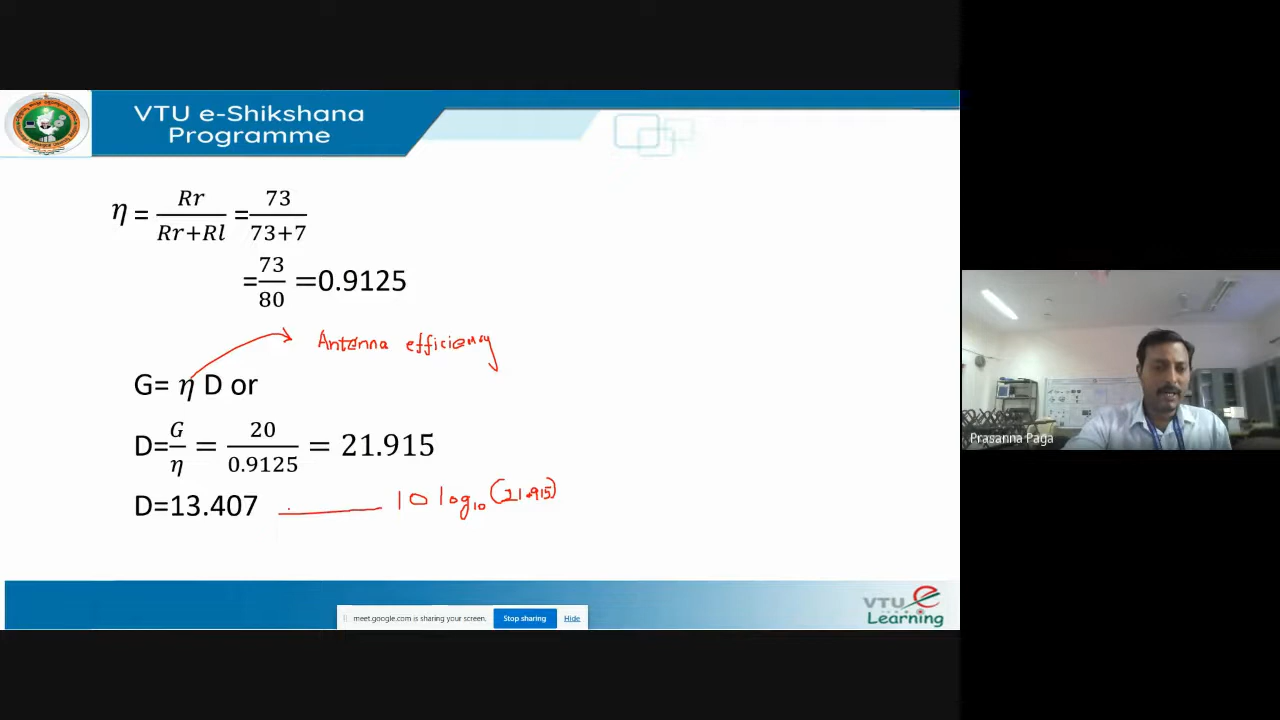 VTU e-Shikshana
Programme
η = Rr/(Rr+Rl) = 73/(73+7)
= 73/80 = 0.9125
Antenna efficiency
G= η D or
D= G/η = 20/0.9125 = 21.915
D=13.407 10 log10 (21.915)
Prasanna Paga
meet.google.com is sharing your screen. Stop sharing Hide
VTU e
Learning